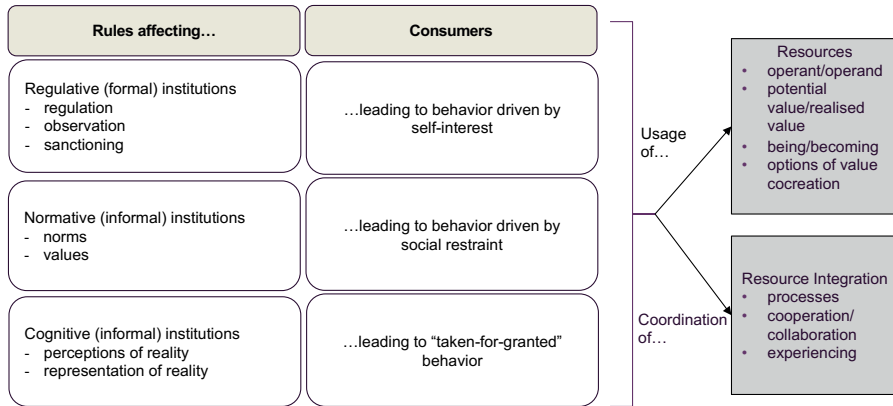 Rules affecting…
Consumers
Regulative (formal) institutions
- regulation
- observation
- sanctioning
…leading to behavior driven by
self-interest
Normative (informal) institutions
- norms
- values
…leading to behavior driven by
social restraint
Cognitive (informal) institutions
- perceptions of reality
- representation of reality
…leading to “taken-for-granted”
behavior
Usage
of…
Coordination
of…
Resources
• operant/operand
• potential
value/realised
value
• being/becoming
• options of value
cocreation
Resource Integration
• processes
• cooperation/
collaboration
• experiencing